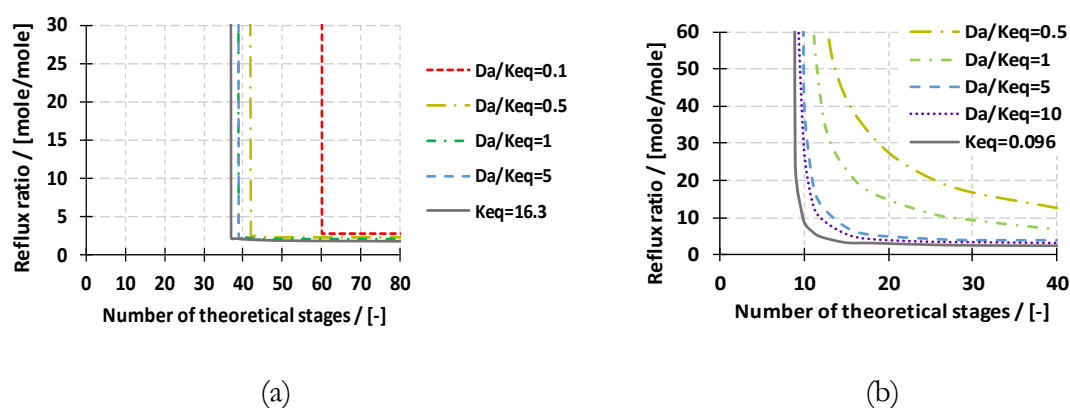 Reflux ratio / [mole/mole]
30
25
20
15
10
5
0
0 10 20 30 40 50 60 70 80
Number of theoretical stages / [-]
Da/Keq=0.1
Da/Keq=0.5
Da/Keq=1
Da/Keq=5
Keq=16.3
(a)
Reflux ratio / [mole/mole]
60
50
40
30
20
10
0
0 10 20 30 40
Number of theoretical stages / [-]
Da/Keq=0.5
Da/Keq=1
Da/Keq=5
Da/Keq=10
Keq=0.096
(b)